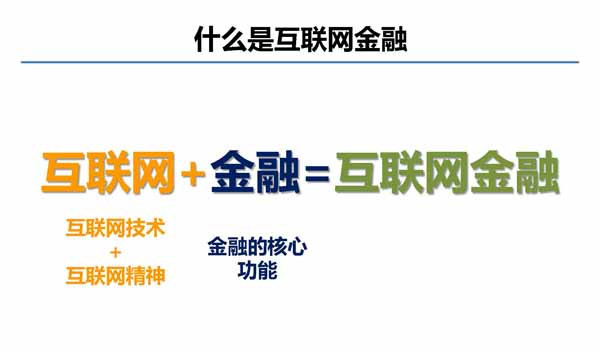 什么是互联网金融
互联网+金融=互联网金融
互联网技术
+
互联网精神
金融的核心
功能